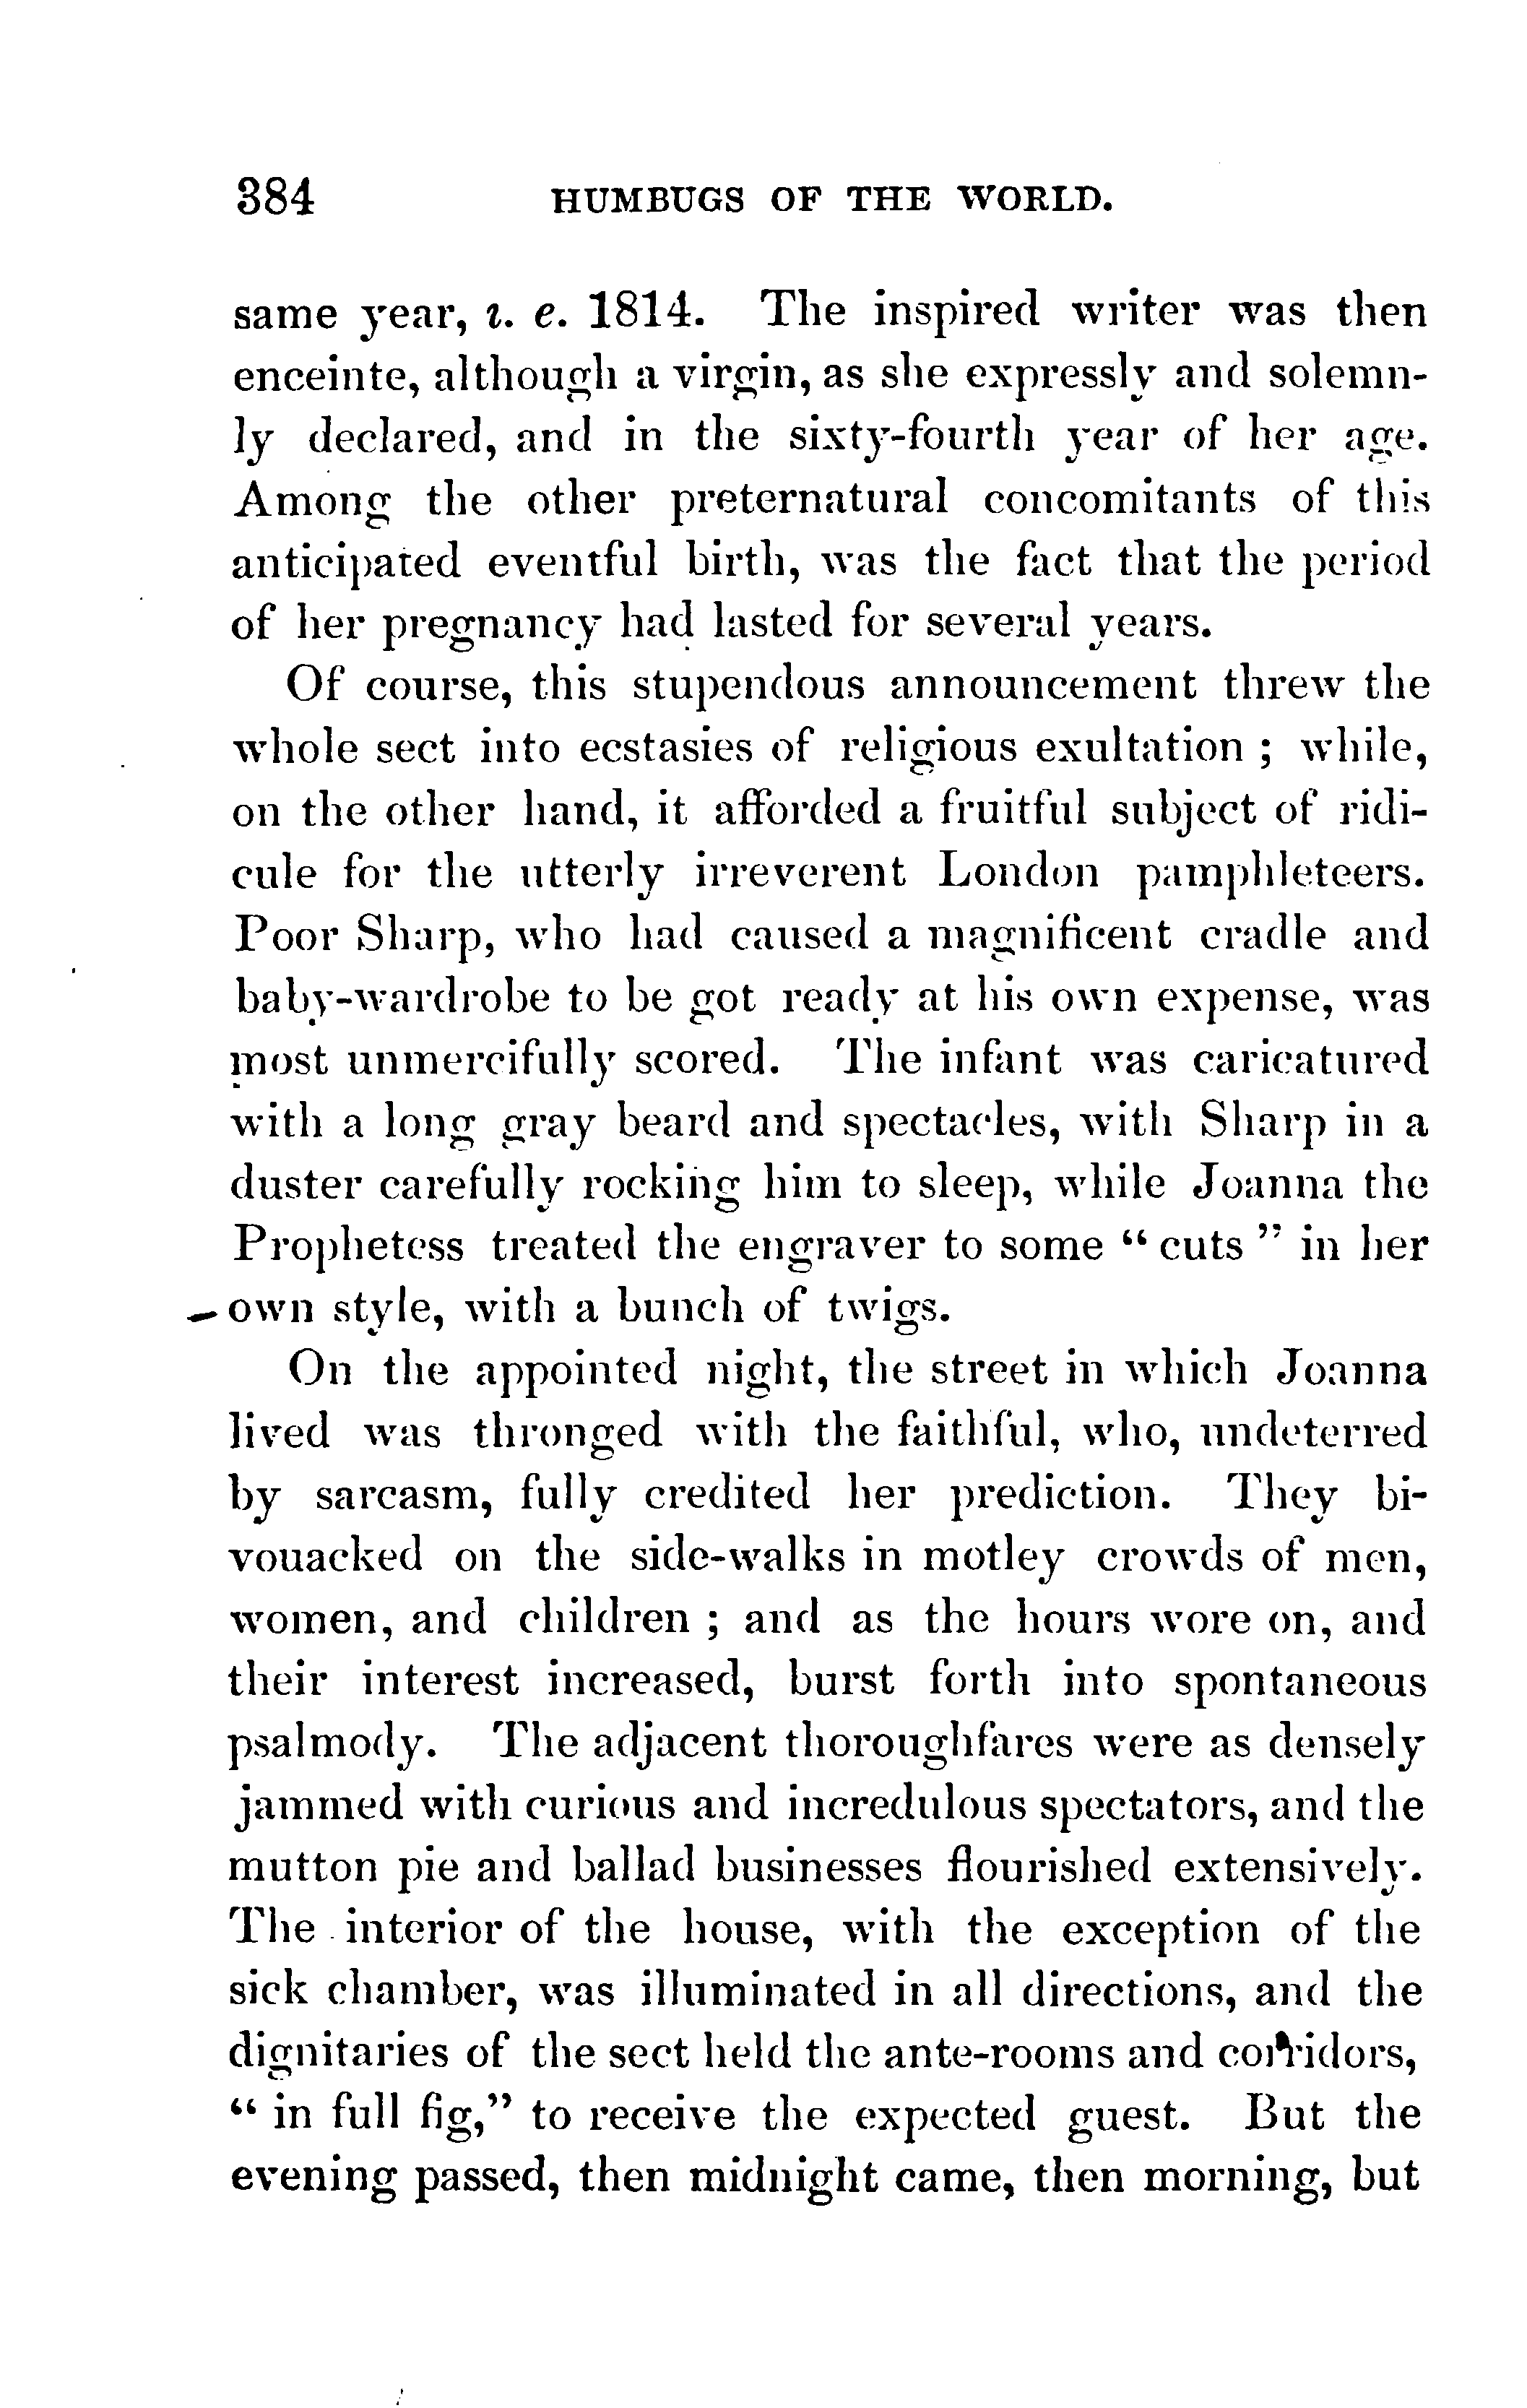 384 HUMBUGS OF THE WORLD.
same year, i. e. 1814. The inspired writer was then
enceinte, although a virgin, as she expressly and solemn-
ly declared, and in the sixty-fourth year of her age.
Among the other preternatural concomitants of this
anticipated eventful birth, was the fact that the period
of her pregnancy had lasted for several years.
Of course, this stupendous announcement threw the
whole sect into ecstasies of religious exultation ; while,
on the other hand, it afforded a fruitful subject of ridi-
cule for the utterly irreverent London pamphleteers.
Poor Sharp, who had caused a magnificent cradle and
baby-wardrobe to be got ready at his own expense, was
most unmercifully scored. The infant was caricatured
with a long gray beard and spectacles, with Sharp in a
duster carefully rocking him to sleep, while Joanna the
Prophetess treated the engraver to some “ cuts ” in her
own style, with a bunch of twigs.
On the appointed night, the street in which Joanna
lived was thronged with the faithful, who, undeterred
by sarcasm, fully credited her prediction. They bi-
vouacked on the side-walks in motley crowds of men,
women, and children ; and as the hours wore on, and
their interest increased, burst forth into spontaneous
psalmody. The adjacent thoroughfares were as densely
jammed with curious and incredulous spectators, and the
mutton pie and ballad businesses flourished extensively.
The interior of the house, with the exception of the
sick chamber, was illuminated in all directions, and the
dignitaries of the sect held the ante-rooms and corridors,
“ in full fig,” to receive the expected guest. But the
evening passed, then midnight came, then morning, but